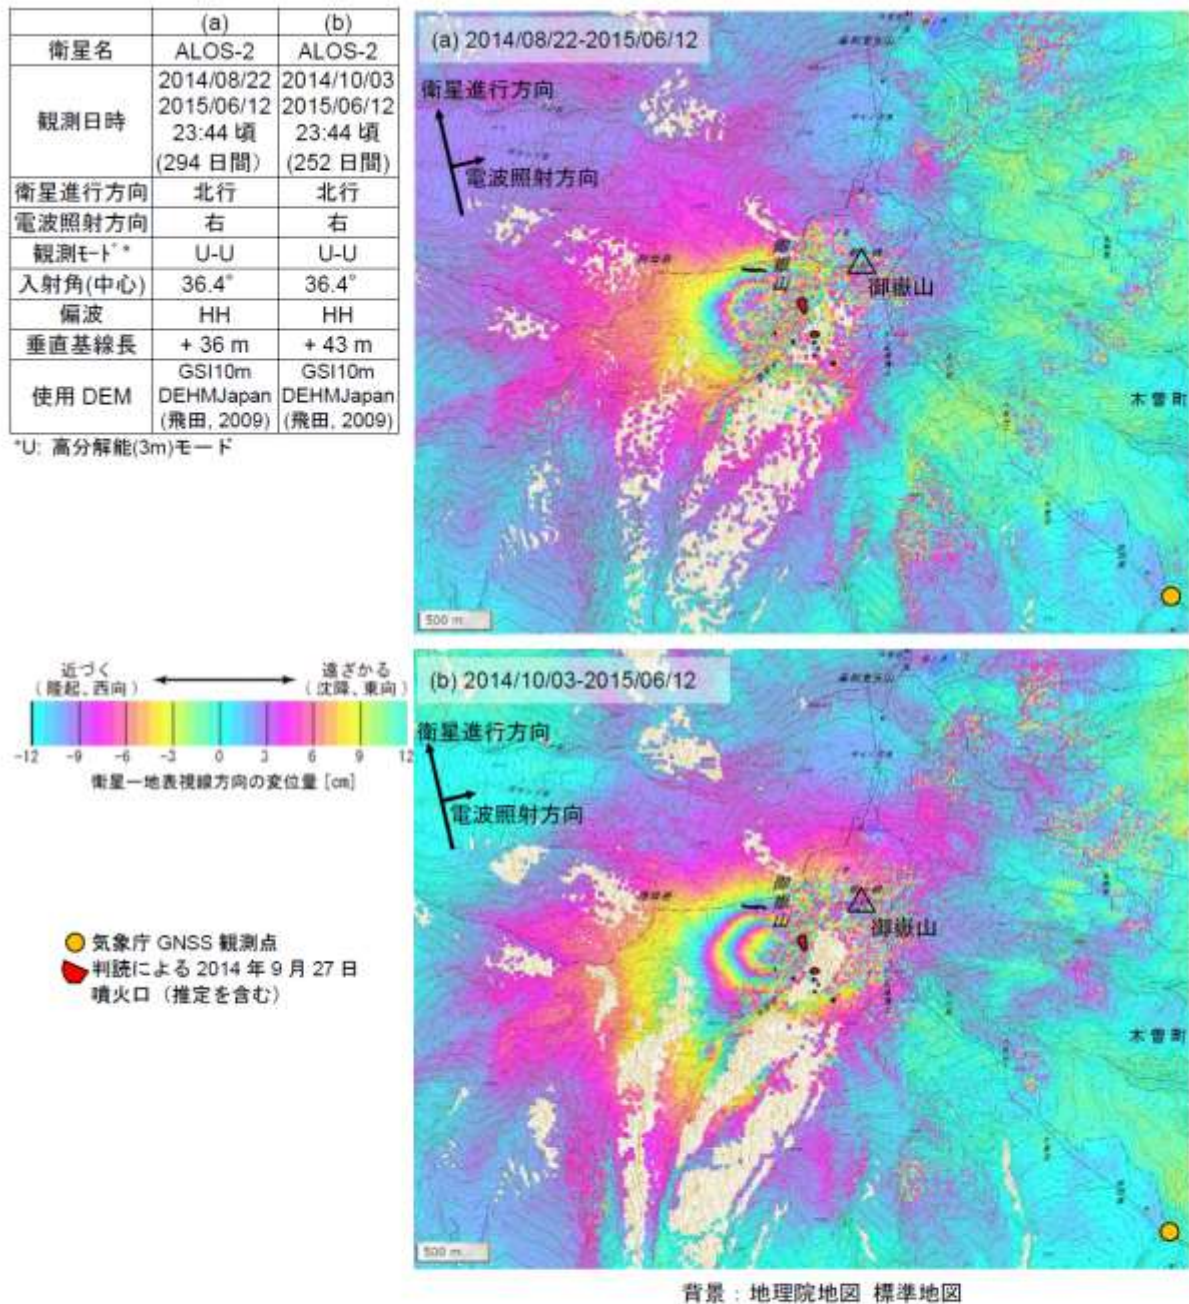 (a) (b)
衛星名 ALOS-2 ALOS-2
観測日時 2014/08/22 2014/10/03
2015/06/12 2015/06/12
23:44 頃 23:44 頃
(294 日間) (252 日間)
衛星進行方向 北行 北行
電波照射方向 右 右
観測ﾓｰﾄﾞ* U-U U-U
入射角(中心) 36.4° 36.4°
偏波 HH HH
垂直基線長 + 36 m + 43 m
使用 DEM GSI10m GSI10m
DEHMJapan DEHMJapan
(飛田, 2009) (飛田, 2009)
*U: 高分解能(3m)モード
(a) 2014/08/22-2015/06/12
衛星進行方向
電波照射方向
御嶽山
御嶽山
木曽町
500 m
近づく
(隆起、西向)
遠ざかる
(沈降、東向)
-12 -9 -6 -3 0 3 6 9 12
衛星－地表視線方向の変位量 [cm]
(b) 2014/10/03-2015/06/12
衛星進行方向
電波照射方向
御嶽山
御嶽山
木曽町
500 m
気象庁 GNSS 観測点
判読による 2014 年 9 月 27 日
噴火口（推定を含む）
背景：地理院地図 標準地図